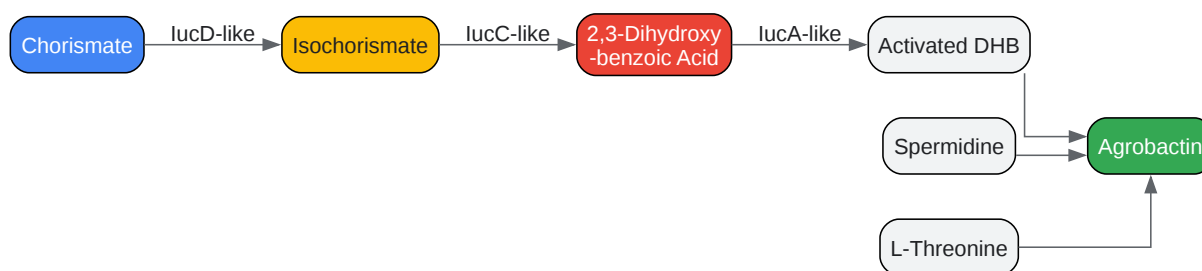 Chorismate
IucD-like
Isochorismate
IucC-like
2,3-Dihydroxy
-benzoic Acid
IucA-like
Activated DHB
Spermidine
Agrobactin
L-Threonine